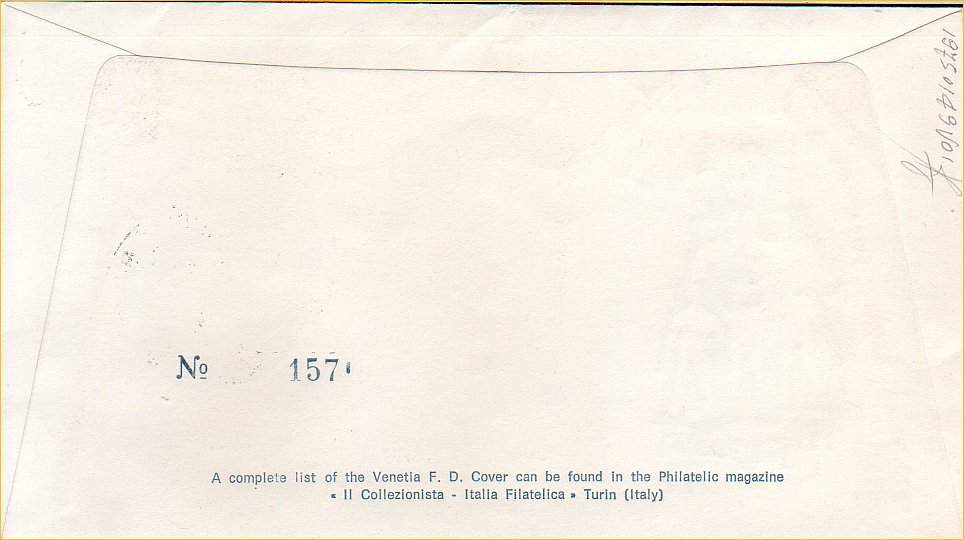 Nº 157
A complete list of the Venetia F. D. Cover can be found in the Philatelic magazine
« Il Collezionista - Italia Filatelica » Turin (Italy)